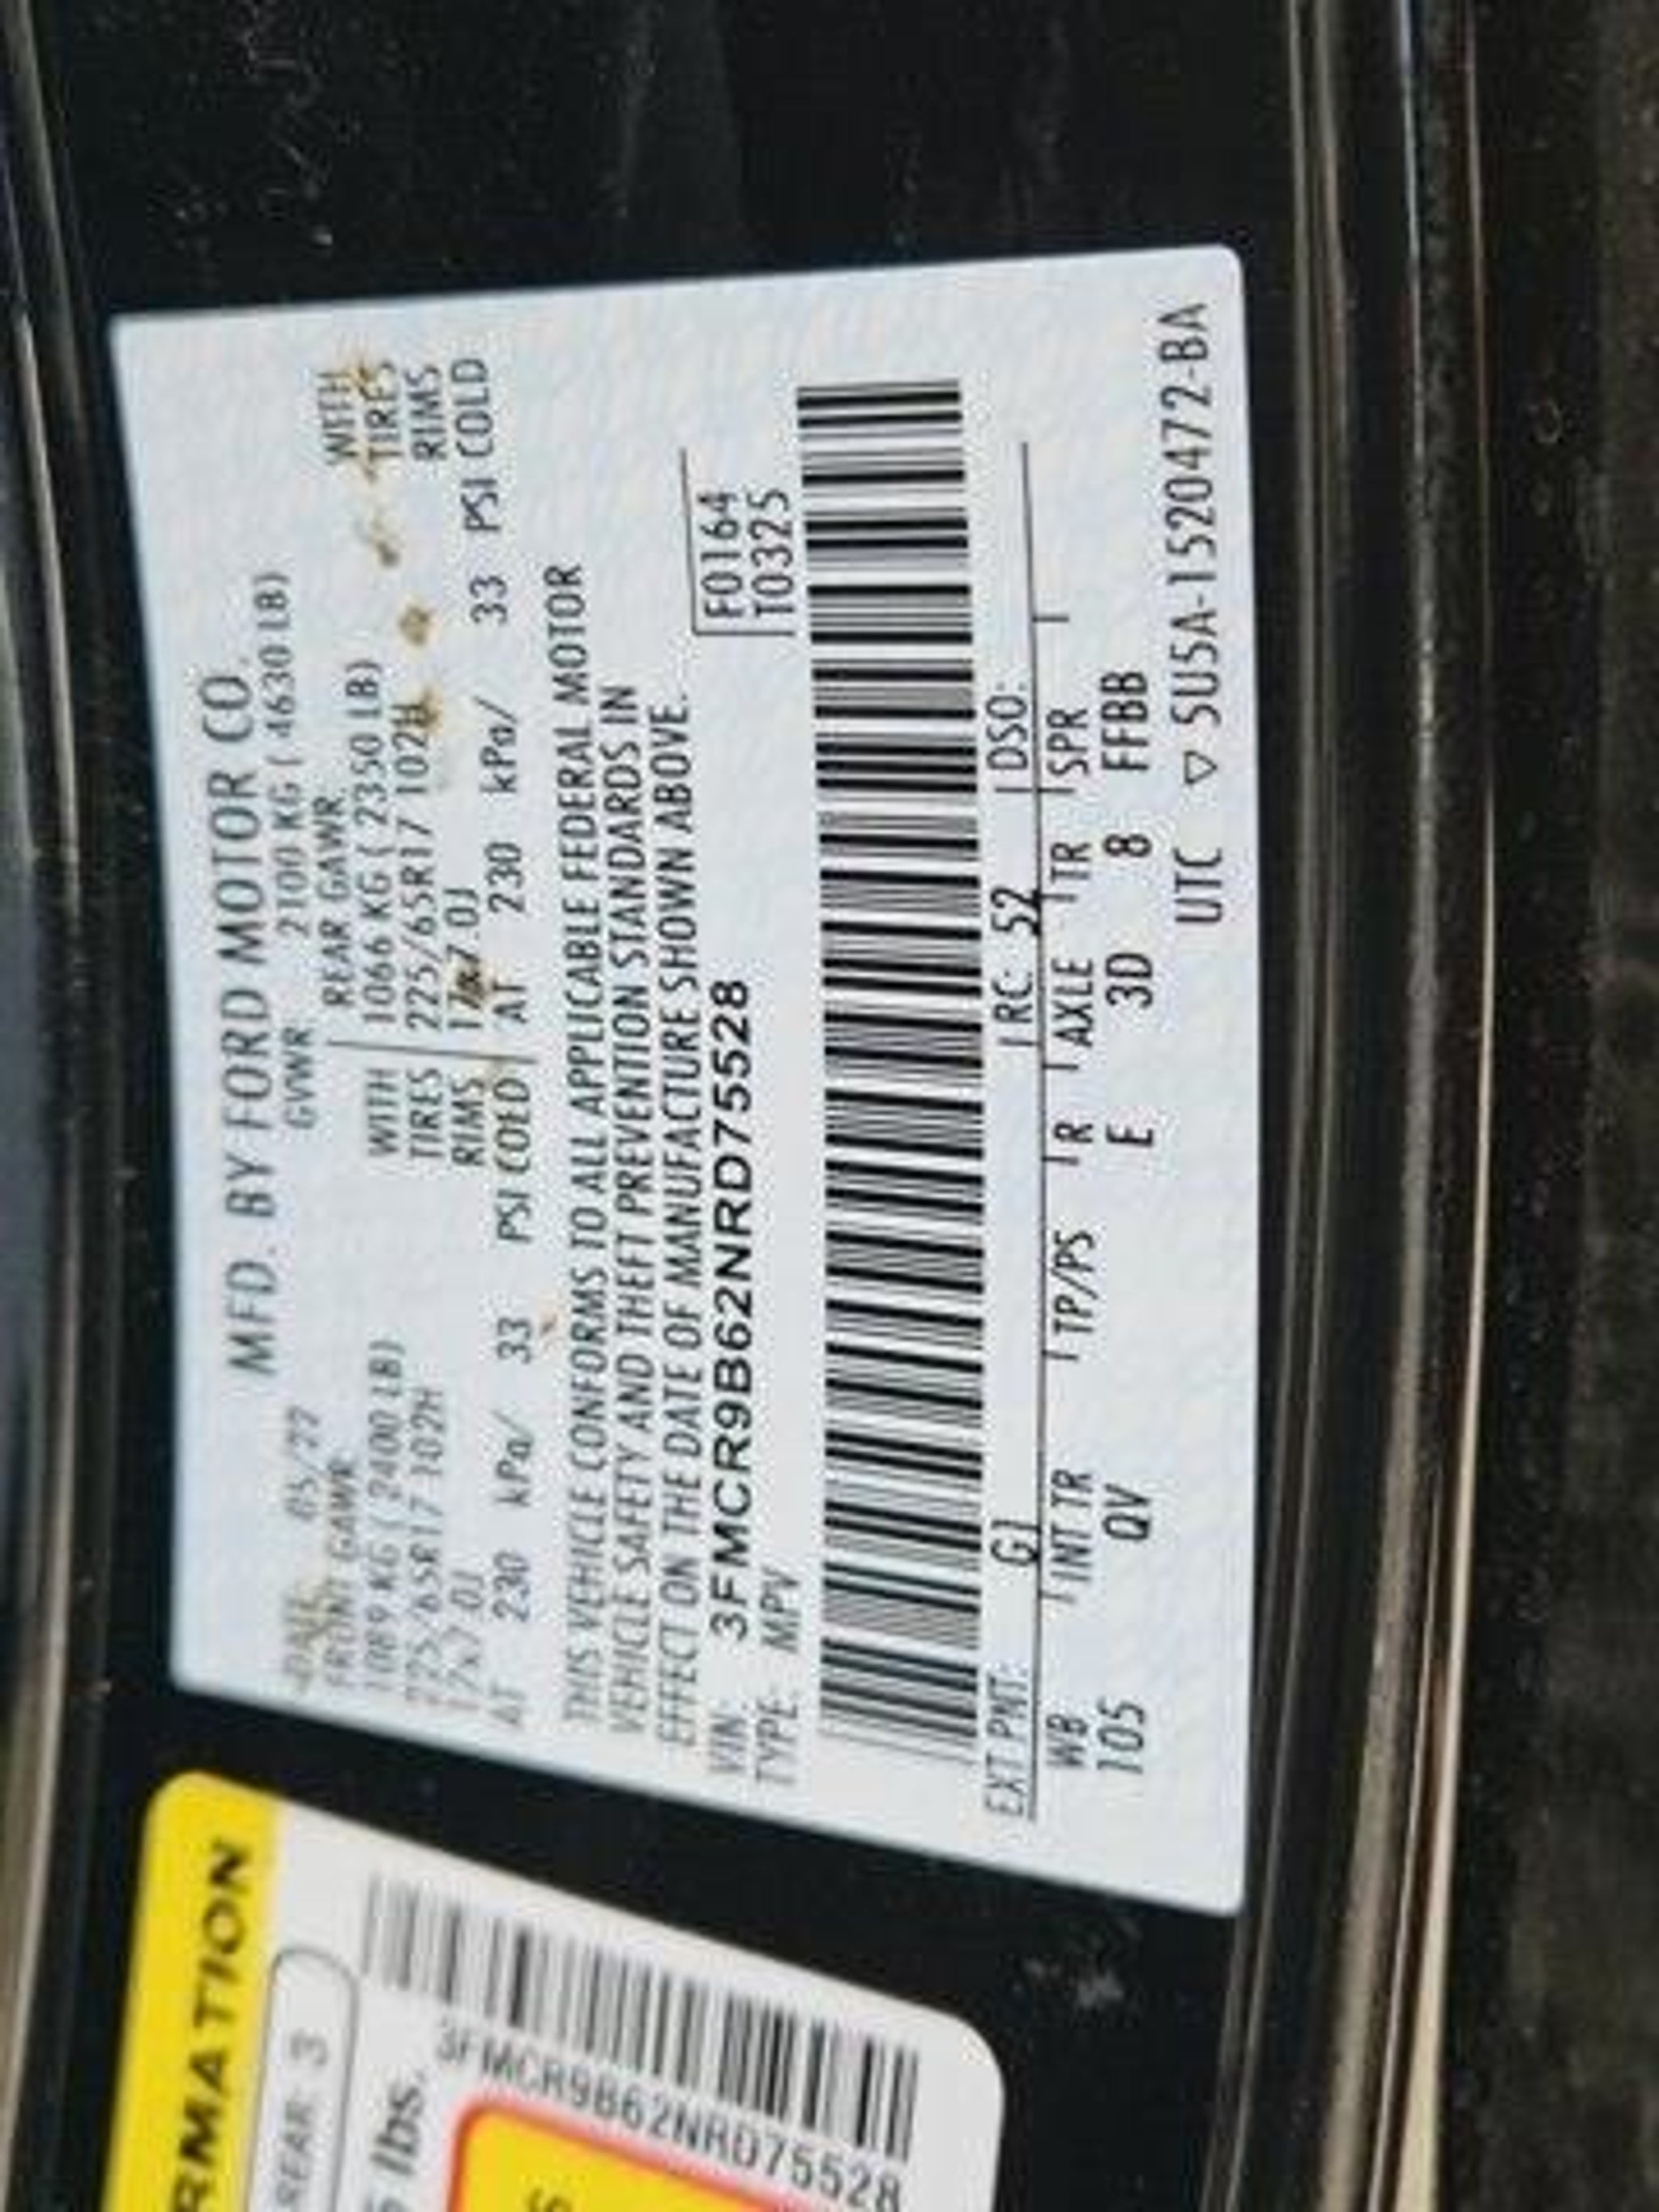 MFD. BY FORD MOTOR CO.
DATE 05/22 GVWR 2100 KG ( 4630 LB)
FRONT GAWR REAR GAWR
1089 KG ( 2400 LB) WITH 1066 KG ( 2350 LB) WITH
225/65R17 102H TIRES 225/65R17 102H TIRES
17x7.0J RIMS 17x7.0J RIMS
AT 230 kPa/ 33 PSI COLD AT 230 kPa/ 33 PSI COLD
THIS VEHICLE CONFORMS TO ALL APPLICABLE FEDERAL MOTOR
VEHICLE SAFETY AND THEFT PREVENTION STANDARDS IN
EFFECT ON THE DATE OF MANUFACTURE SHOWN ABOVE.
VIN: 3FMCR9B62NRD75528 F0164
TYPE: MPV T0325
EXT PNT: G1 RC: 52 DSO:
WB INT TR TP/PS R AXLE TR SPR
105 QV E 3D 8 FFBB
UTC ▽ 5U5A-1520472-BA
RMATION
REAR: 3
lbs.
3FMCR9B62NRD75528